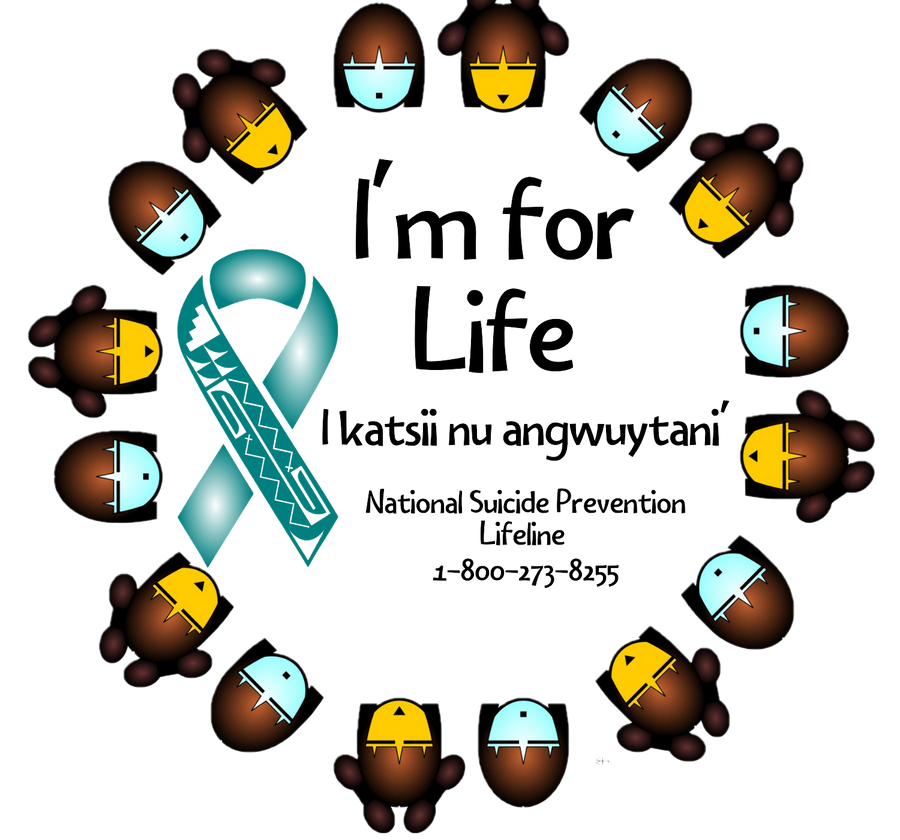 I'm for
Life
I katsii nu angwuytani'
National Suicide Prevention
Lifeline
1-800-273-8255